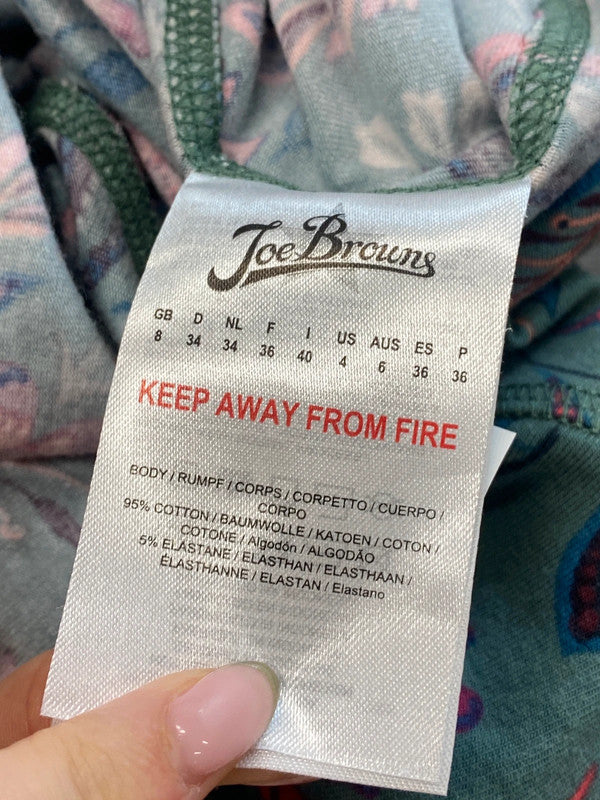 Joe Browns
GB D NL F I US AUS ES P
8 34 34 36 40 4 6 36 36
KEEP AWAY FROM FIRE
BODY / RUMPF / CORPS / CORPETTO / CUERPO /
CORPO
95% COTTON / BAUMWOLLE / KATOEN / COTON /
COTONE / Algodón / ALGODÃO
5% ELASTANE / ELASTHAN / ELASTHAAN /
ÉLASTHANNE / ELASTAN / Elastano